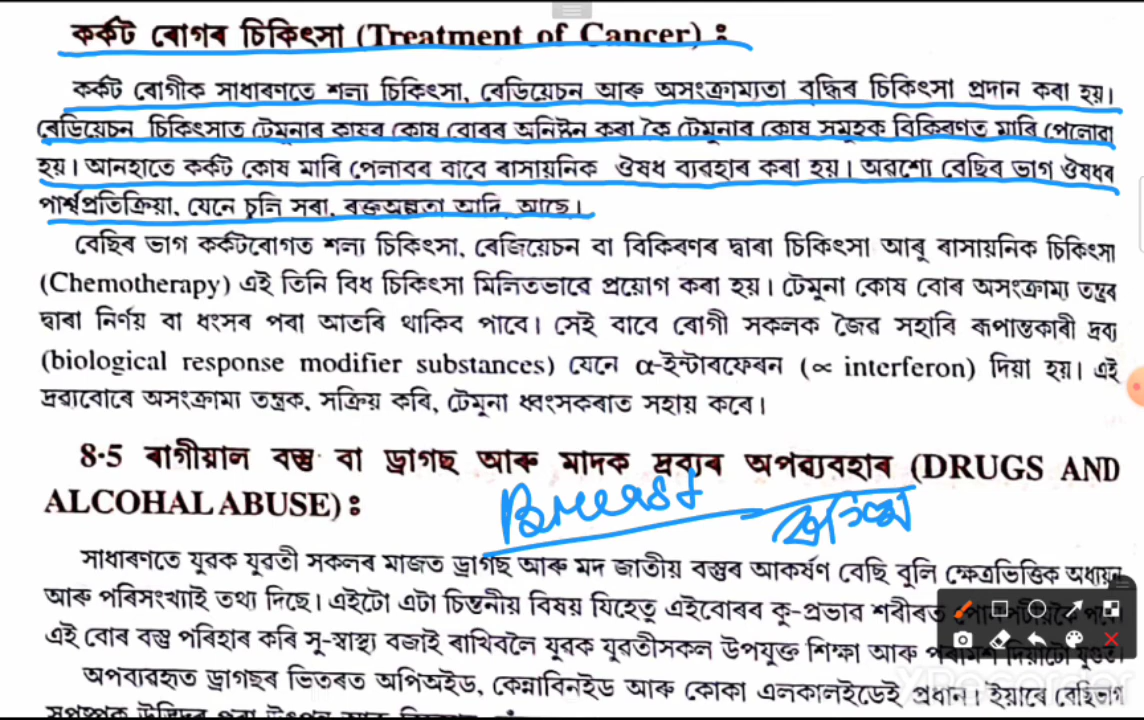 কৰ্কট ৰোগৰ চিকিৎসা (Treatment of Cancer) :
কৰ্কট ৰোগীক সাধাৰণতে শল্য চিকিৎসা, ৰেডিয়েচন আৰু অসংক্ৰাম্যতা বৃদ্ধিৰ চিকিৎসা প্ৰদান কৰা হয়।
ৰেডিয়েচন চিকিৎসাত টেমুনাৰ কাষৰ কোষ বোৰৰ অনিষ্ট নকৰা কৈ টেমুনাৰ কোষ সমূহক বিকিৰণত মাৰি পেলোৱা
হয়। আনহাতে কৰ্কট কোষ মাৰি পেলাবৰ বাবে ৰাসায়নিক ঔষধ ব্যৱহাৰ কৰা হয়। অৱশ্যে বেছিৰ ভাগ ঔষধৰ
পাৰ্শ্বপ্ৰতিক্ৰিয়া, যেনে চুলি সৰা, ৰক্তঅল্পতা আদি, আছে।
বেছিৰ ভাগ কৰ্কটৰোগত শল্য চিকিৎসা, ৰেজিয়েচন বা বিকিৰণৰ দ্বাৰা চিকিৎসা আৰু ৰাসায়নিক চিকিৎসা
(Chemotherapy) এই তিনি বিধ চিকিৎসা মিলিতভাবে প্ৰয়োগ কৰা হয়। টেমুনা কোষ বোৰ অসংক্ৰাম্য তন্ত্ৰৰ
দ্বাৰা নিৰ্ণয় বা ধংসৰ পৰা আতৰি থাকিব পাৰে। সেই বাবে ৰোগী সকলক জৈৱ সহাৰি ৰূপান্তকাৰী দ্ৰব্য
(biological response modifier substances) যেনে α-ইন্টাৰফেৰন (∝ interferon) দিয়া হয়। এই
দ্ৰব্যবোৰে অসংক্ৰাম্য তন্ত্ৰক, সক্ৰিয় কৰি, টেমুনা ধ্বংসকৰাত সহায় কৰে।
8·5 ৰাগীয়াল বস্তু বা ড্ৰাগছ আৰু মাদক দ্ৰব্যৰ অপব্যৱহাৰ (DRUGS AND
ALCOHAL ABUSE) :
Breast
সাধাৰণতে যুৱক যুৱতী সকলৰ মাজত ড্ৰাগছ আৰু মদ জাতীয় বস্তুৰ আকৰ্ষণ বেছি বুলি ক্ষেত্ৰভিত্তিক অধ্যয়ন
আৰু পৰিসংখ্যাই তথ্য দিছে। এইটো এটা চিন্তনীয় বিষয় যিহেতু এইবোৰৰ কু-প্ৰভাৱ শৰীৰত
এই বোৰ বস্তু পৰিহাৰ কৰি সু-স্বাস্থ্য বজাই ৰাখিবলৈ যুৱক যুৱতীসকল উপযুক্ত শিক্ষা আৰু
অপব্যৱহৃত ড্ৰাগছৰ ভিতৰত অপিঅইড, কেন্নাবিনইড আৰু কোকা এলকালইডেই প্ৰধান। ইয়াৰে বেছিভাগ